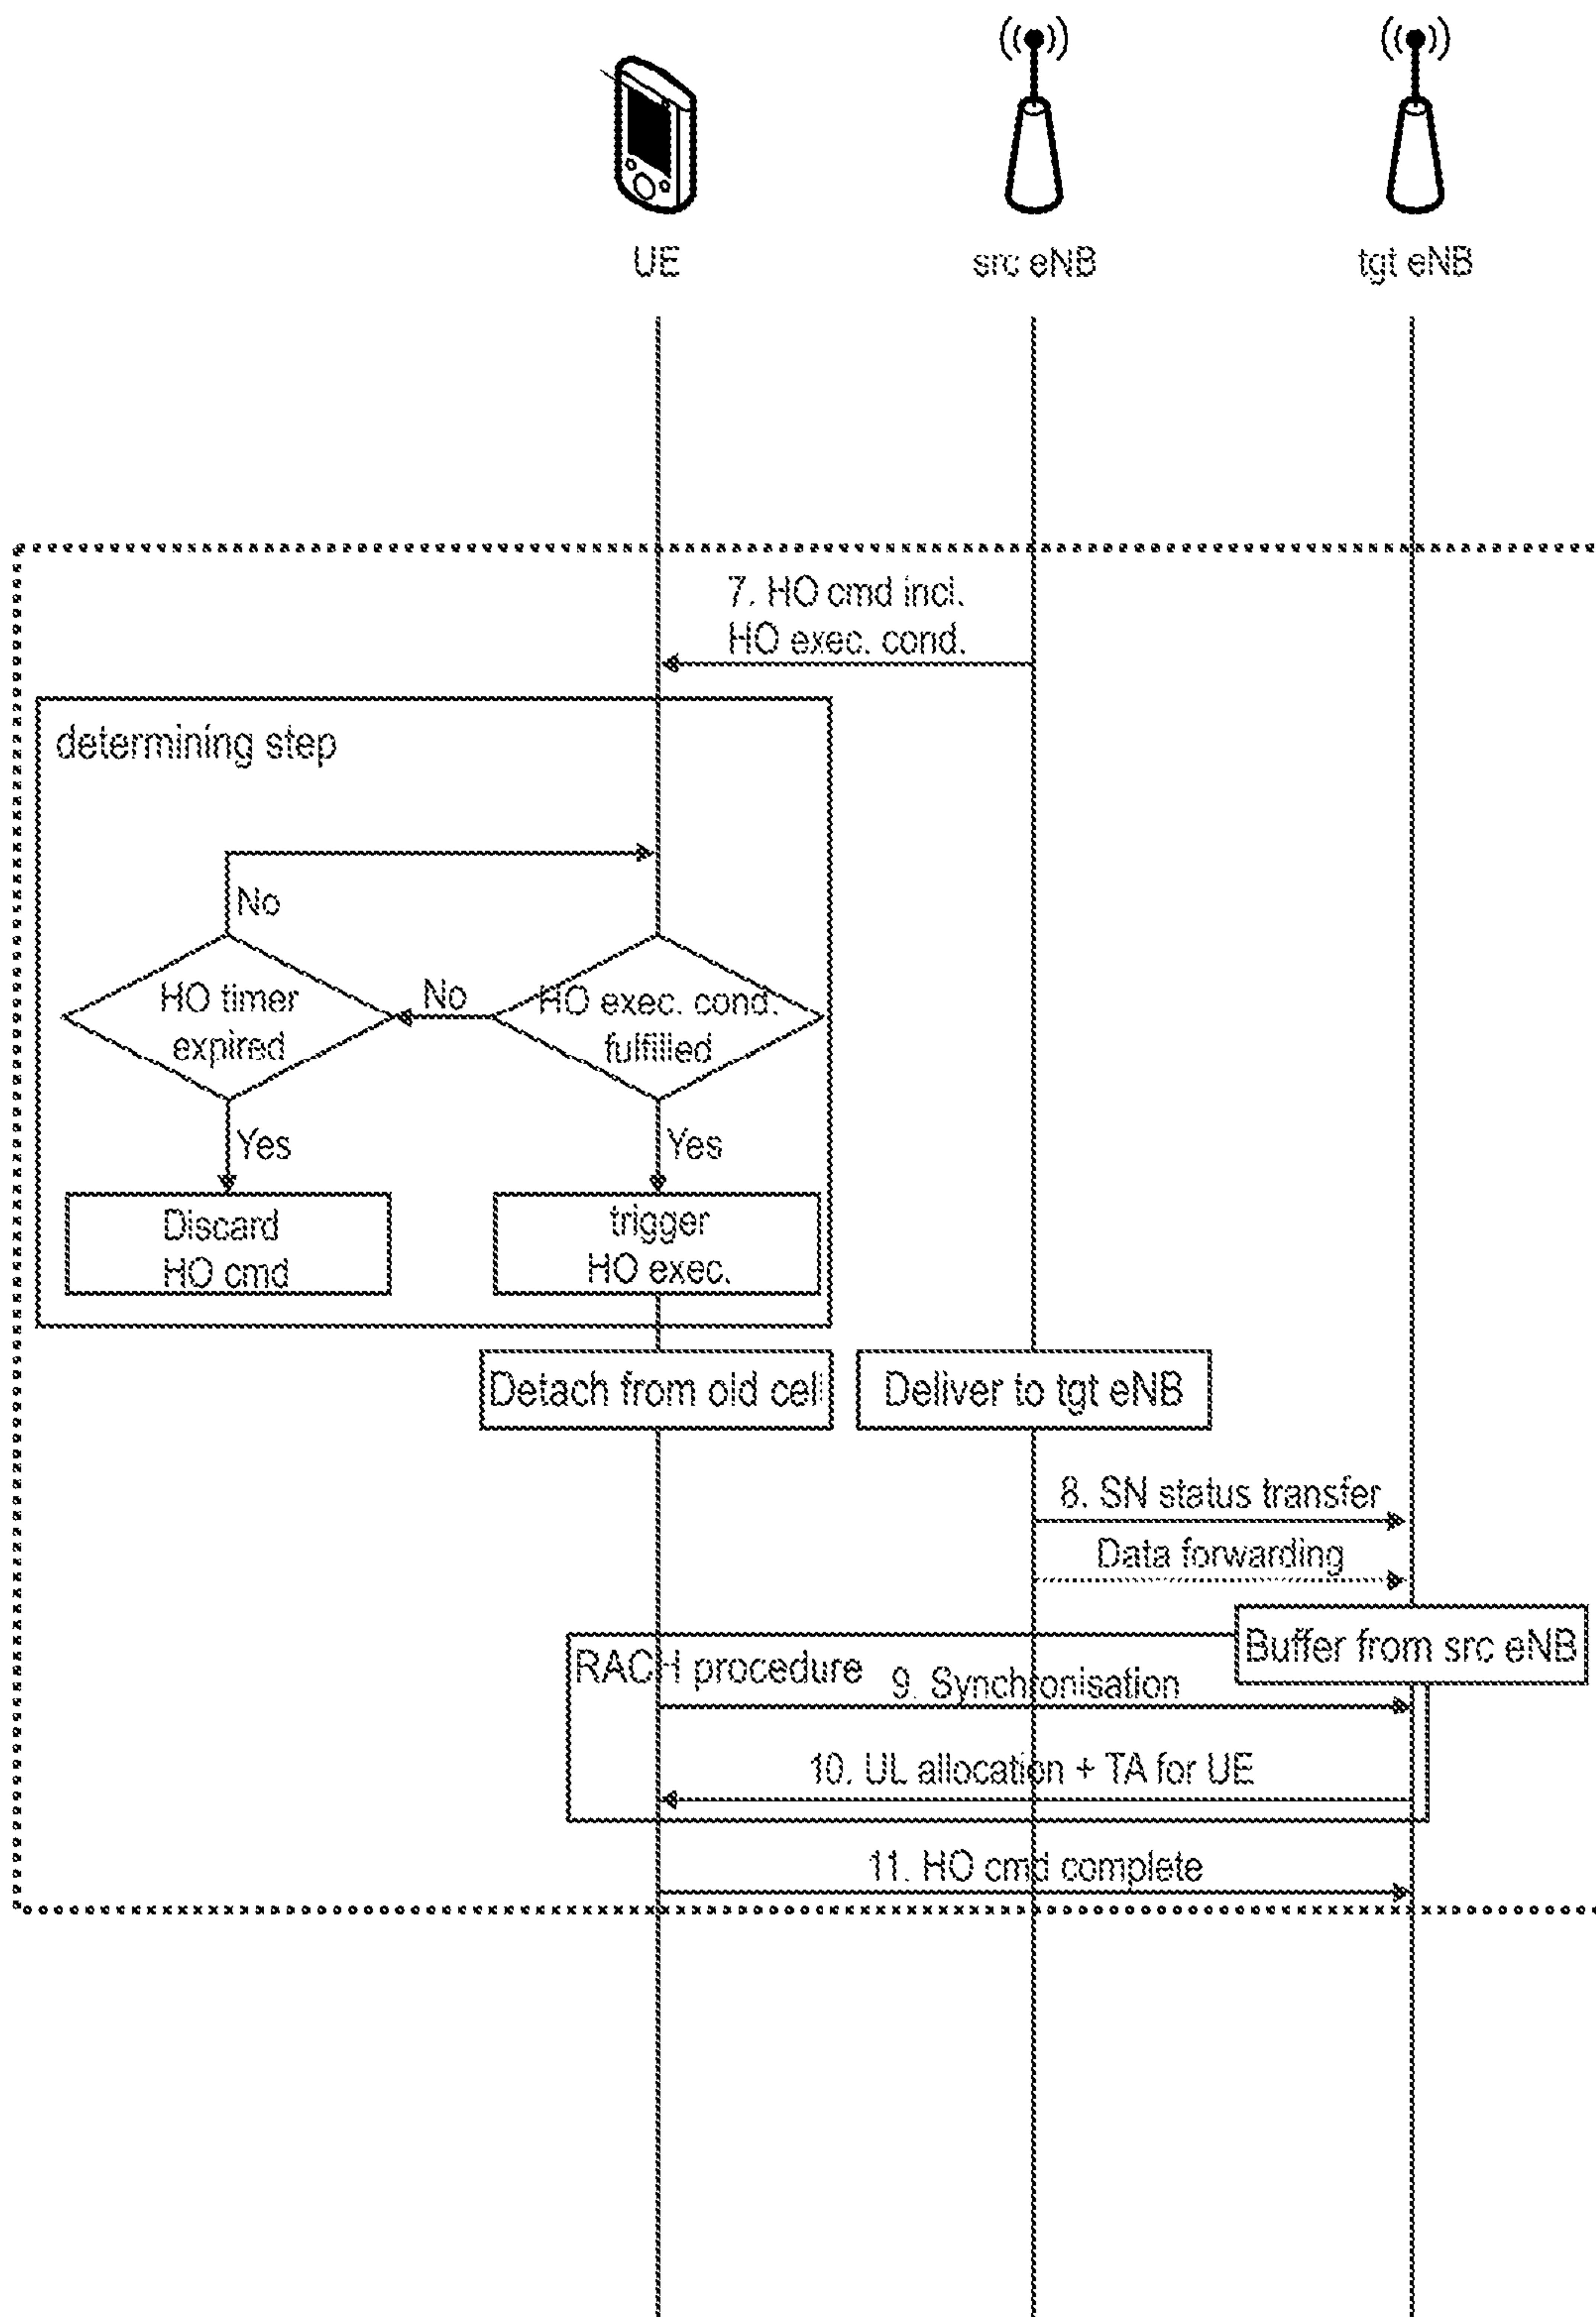 UE
src eNB
tgt eNB
7. HO cmd incl.
HO exec. cond.
determining step
No
HO timer
expired
No
HO exec. cond.
fulfilled
Yes
Yes
Discard
HO cmd
trigger
HO exec.
Detach from old cell
Deliver to tgt eNB
8. SN status transfer
Data forwarding
Buffer from src eNB
RACH procedure
9. Synchronisation
10. UL allocation + TA for UE
11. HO cmd complete